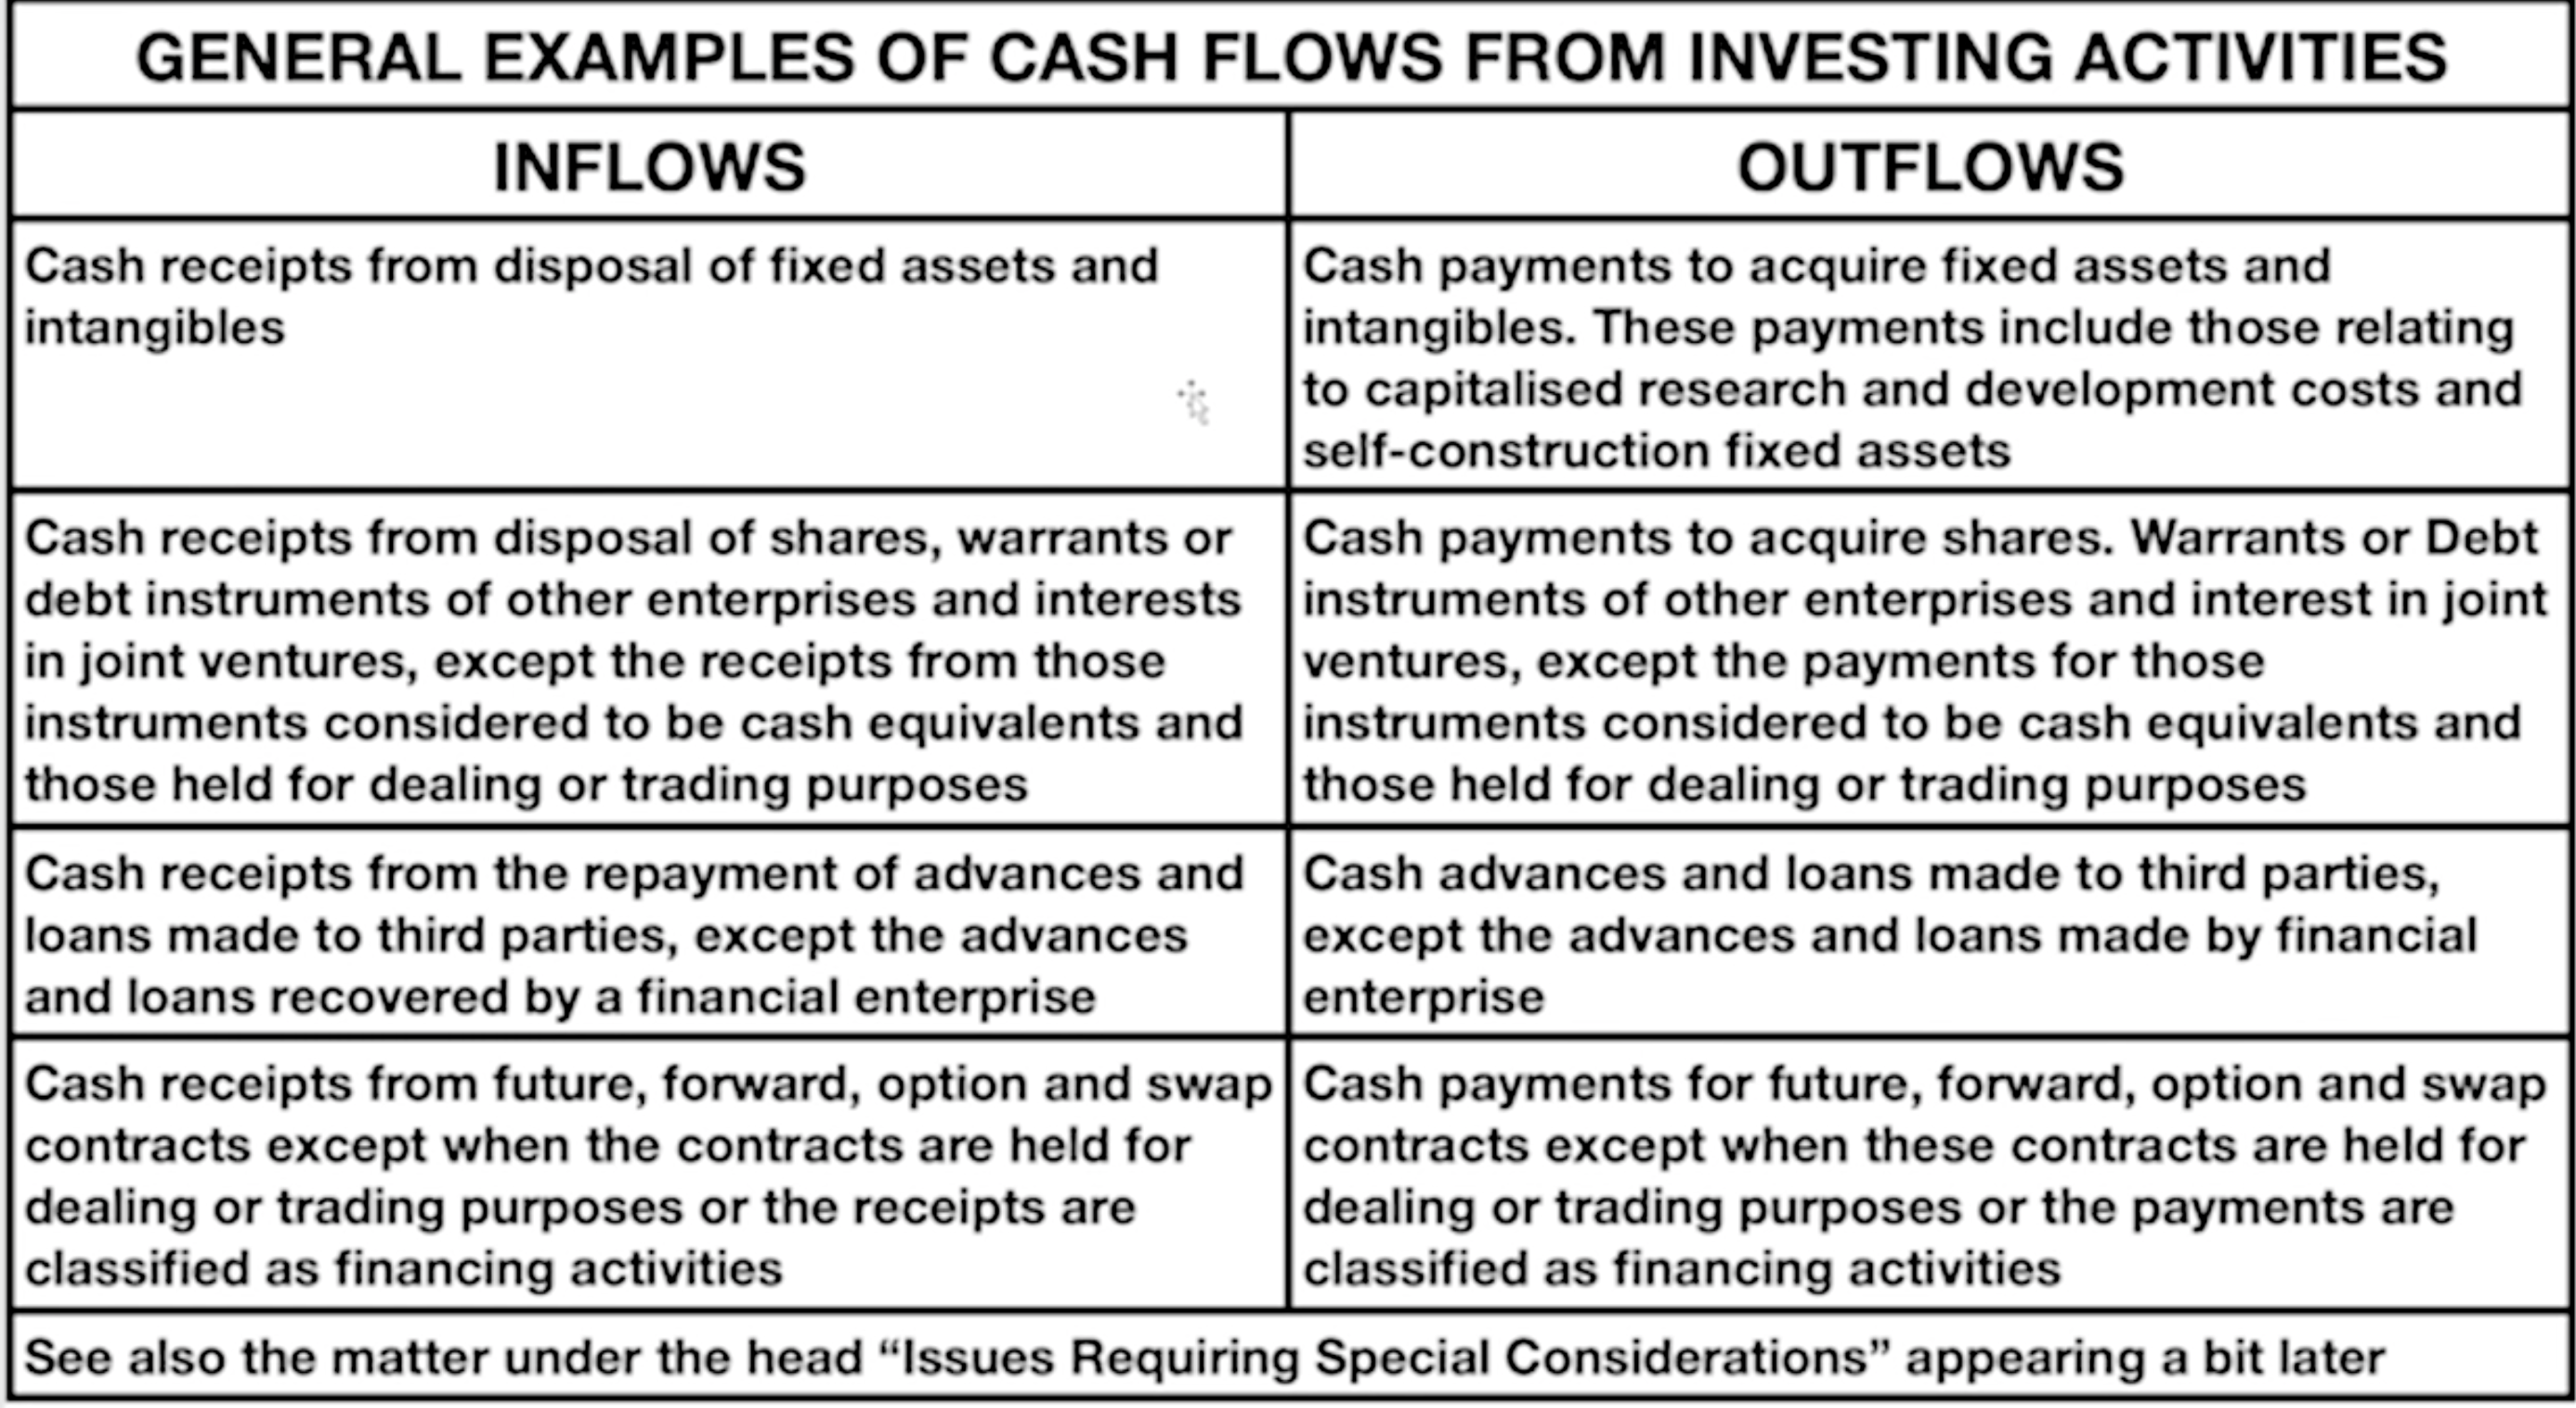 GENERAL EXAMPLES OF CASH FLOWS FROM INVESTING ACTIVITIES
INFLOWS
OUTFLOWS
Cash receipts from disposal of fixed assets and
intangibles
Cash payments to acquire fixed assets and
intangibles. These payments include those relating
to capitalised research and development costs and
self-construction fixed assets
Cash receipts from disposal of shares, warrants or
debt instruments of other enterprises and interests
in joint ventures, except the receipts from those
instruments considered to be cash equivalents and
those held for dealing or trading purposes
Cash payments to acquire shares. Warrants or Debt
instruments of other enterprises and interest in joint
ventures, except the payments for those
instruments considered to be cash equivalents and
those held for dealing or trading purposes
Cash receipts from the repayment of advances and
loans made to third parties, except the advances
and loans recovered by a financial enterprise
Cash advances and loans made to third parties,
except the advances and loans made by financial
enterprise
Cash receipts from future, forward, option and swap
contracts except when the contracts are held for
dealing or trading purposes or the receipts are
classified as financing activities
Cash payments for future, forward, option and swap
contracts except when these contracts are held for
dealing or trading purposes or the payments are
classified as financing activities
See also the matter under the head “Issues Requiring Special Considerations” appearing a bit later